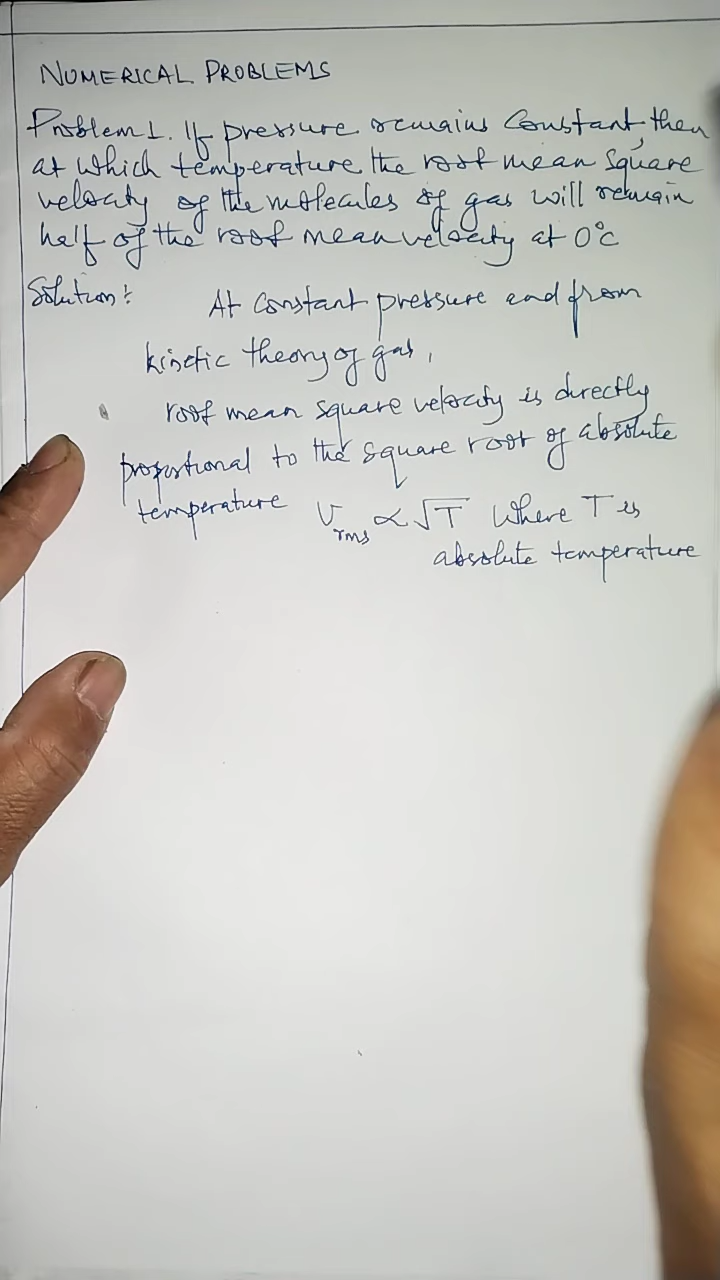 NUMERICAL PROBLEMS
Problem 1. If pressure remains Constant, then
at which temperature the root mean square
velocity of the molecules of gas will remain
half of the root mean velocity at 0°C
Solution:  At constant pressure and from
kinetic theory of gas,
root mean square velocity is directly
proportional to the square root of absolute
temperature Vrms ∝ √T Where T is
absolute temperature